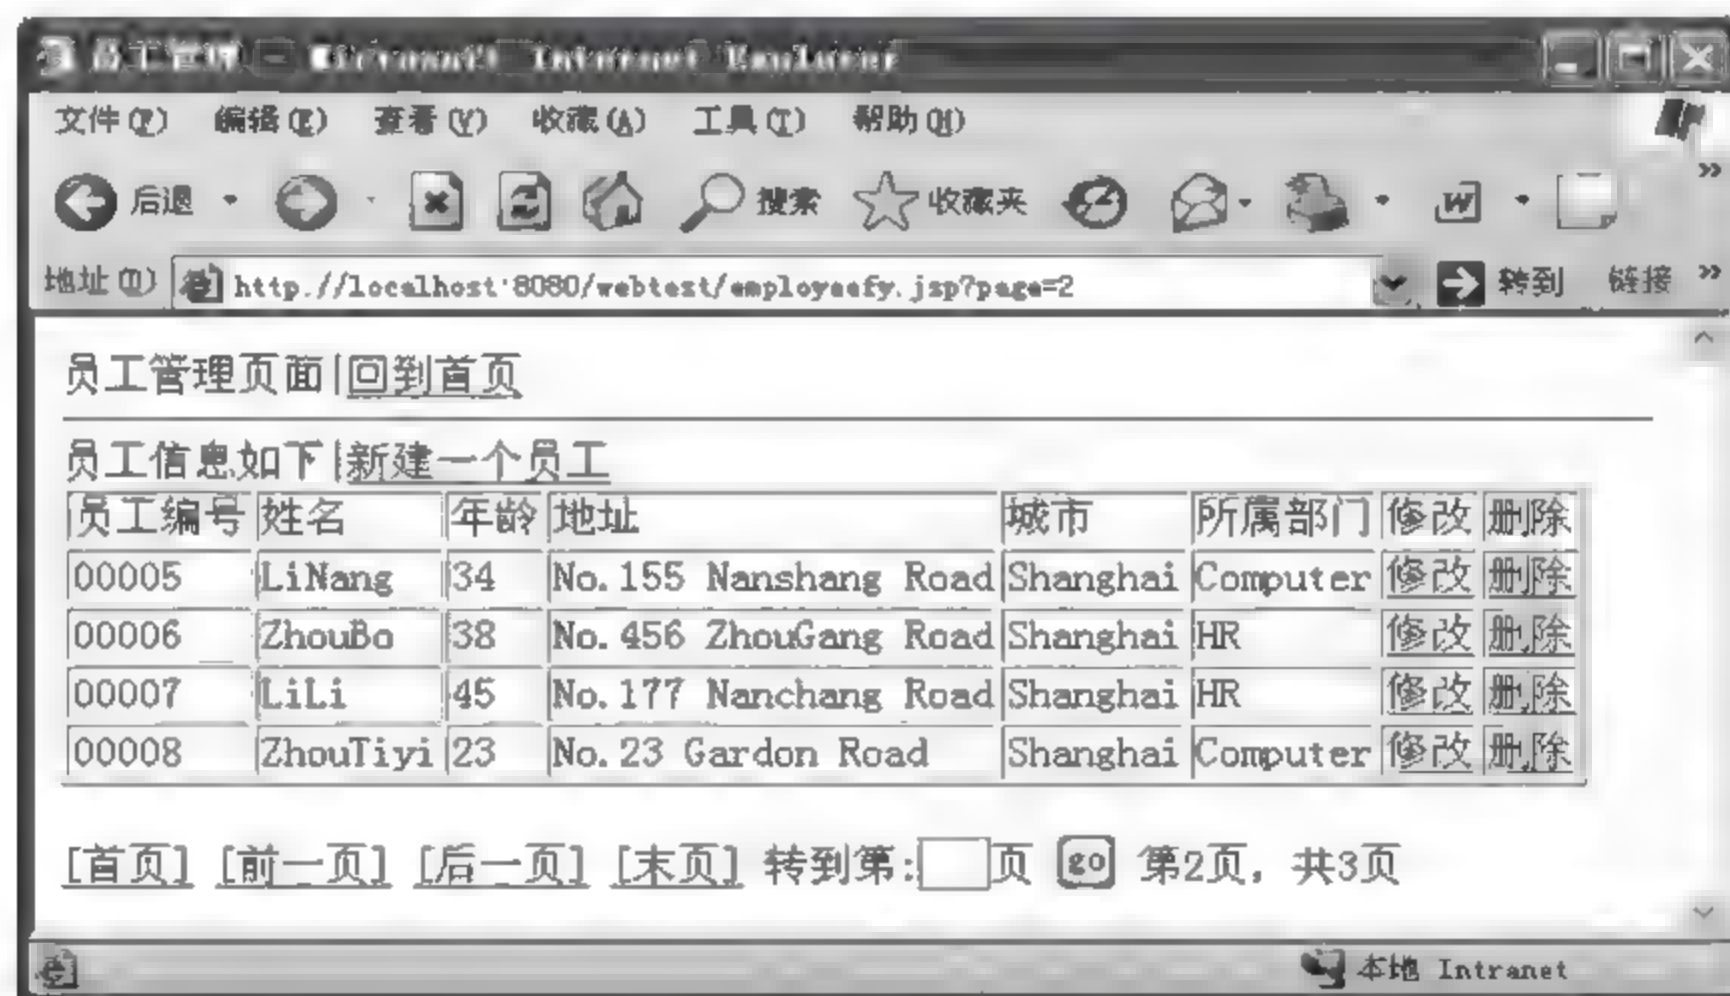 员工管理 - Microsoft Internet Explorer
文件(F) 编辑(E) 查看(V) 收藏(A) 工具(T) 帮助(H)
后退 搜索 收藏夹 W »
地址(D) http://localhost:8080/webtest/employeefy.jsp?page=2 转到 链接 »
员工管理页面|回到首页
员工信息如下|新建一个员工
员工编号 姓名 年龄 地址 城市 所属部门 修改 删除
00005 LiNang 34 No.155 Nanshang Road Shanghai Computer 修改 删除
00006 ZhouBo 38 No.456 ZhouGang Road Shanghai HR 修改 删除
00007 LiLi 45 No.177 Nanchang Road Shanghai HR 修改 删除
00008 ZhouTiyi 23 No.23 Gardon Road Shanghai Computer 修改 删除
[首页] [前一页] [后一页] [末页] 转到第:页 go 第2页，共3页
本地 Intranet